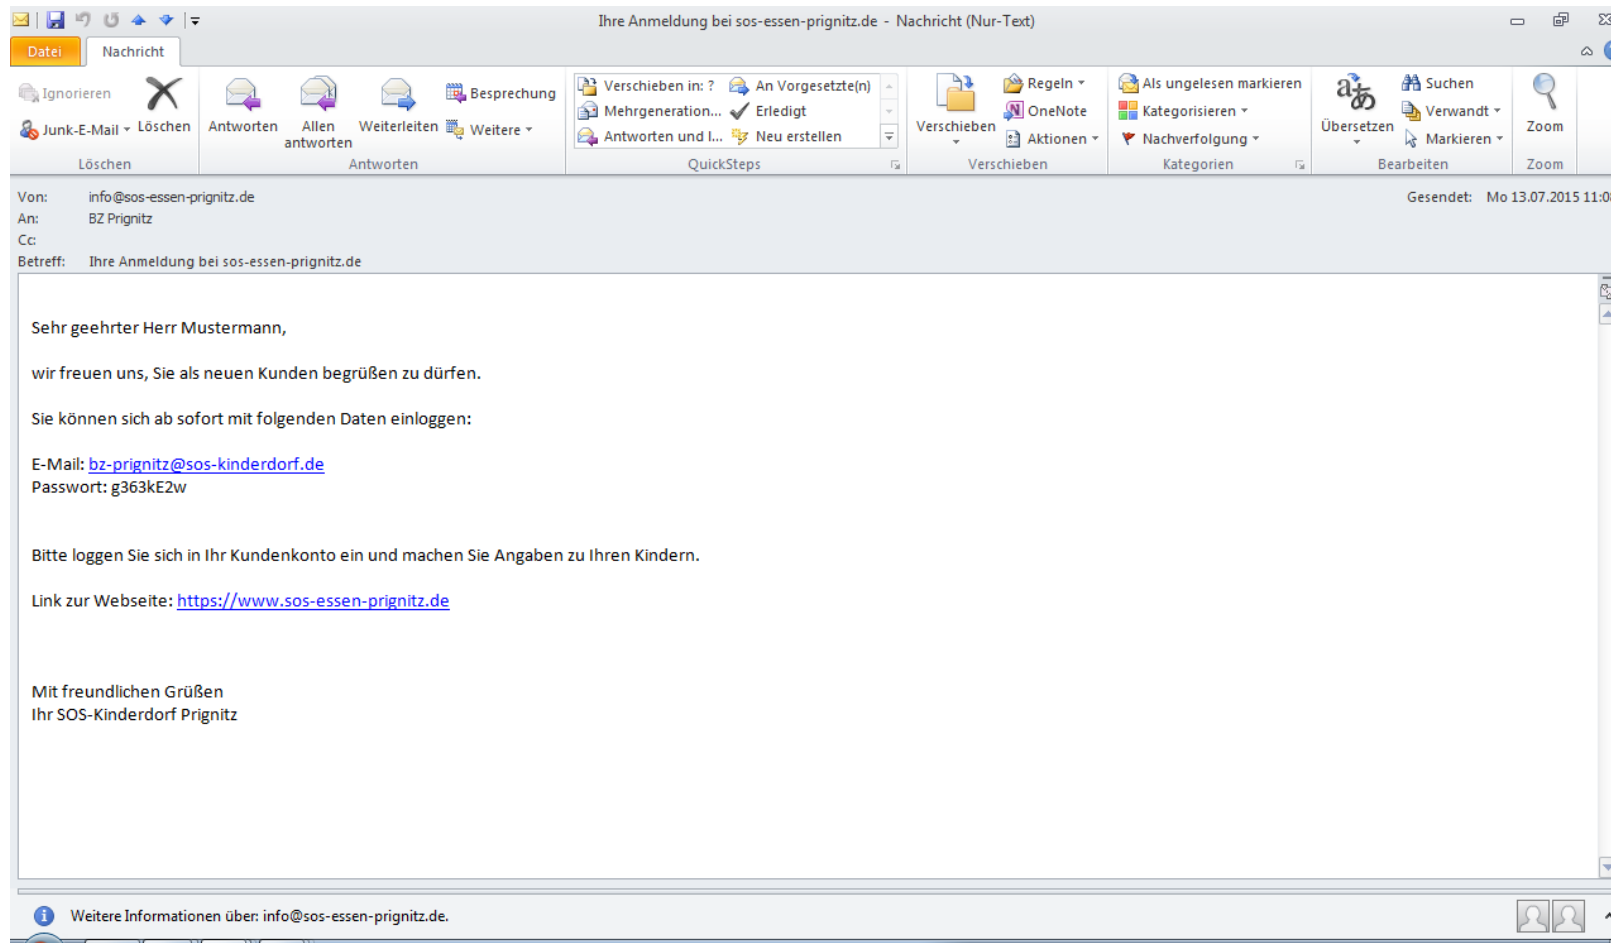 Ihre Anmeldung bei sos-essen-prignitz.de - Nachricht (Nur-Text)
Datei Nachricht
Ignorieren
Junk-E-Mail
Löschen
Löschen
Antworten
Allen antworten
Weiterleiten
Besprechung
Weitere
Antworten
Verschieben in: ? An Vorgesetzte(n)
Mehrgeneration... Erledigt
Antworten und I... Neu erstellen
QuickSteps
Verschieben
Regeln
OneNote
Aktionen
Verschieben
Als ungelesen markieren
Kategorisieren
Nachverfolgung
Kategorien
Übersetzen
Suchen
Verwandt
Markieren
Bearbeiten
Zoom
Zoom
Von: info@sos-essen-prignitz.de Gesendet: Mo 13.07.2015 11:08
An: BZ Prignitz
Cc:
Betreff: Ihre Anmeldung bei sos-essen-prignitz.de
Sehr geehrter Herr Mustermann,
wir freuen uns, Sie als neuen Kunden begrüßen zu dürfen.
Sie können sich ab sofort mit folgenden Daten einloggen:
E-Mail: bz-prignitz@sos-kinderdorf.de
Passwort: g363kE2w
Bitte loggen Sie sich in Ihr Kundenkonto ein und machen Sie Angaben zu Ihren Kindern.
Link zur Webseite: https://www.sos-essen-prignitz.de
Mit freundlichen Grüßen
Ihr SOS-Kinderdorf Prignitz
Weitere Informationen über: info@sos-essen-prignitz.de.